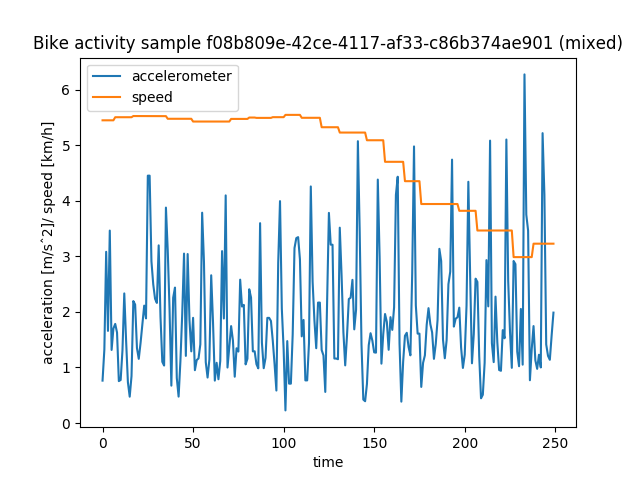 Bike activity sample f08b809e-42ce-4117-af33-c86b374ae901 (mixed)
accelerometer
speed
acceleration [m/s^2]/ speed [km/h]
6
5
4
3
2
1
0
0 50 100 150 200 250
time